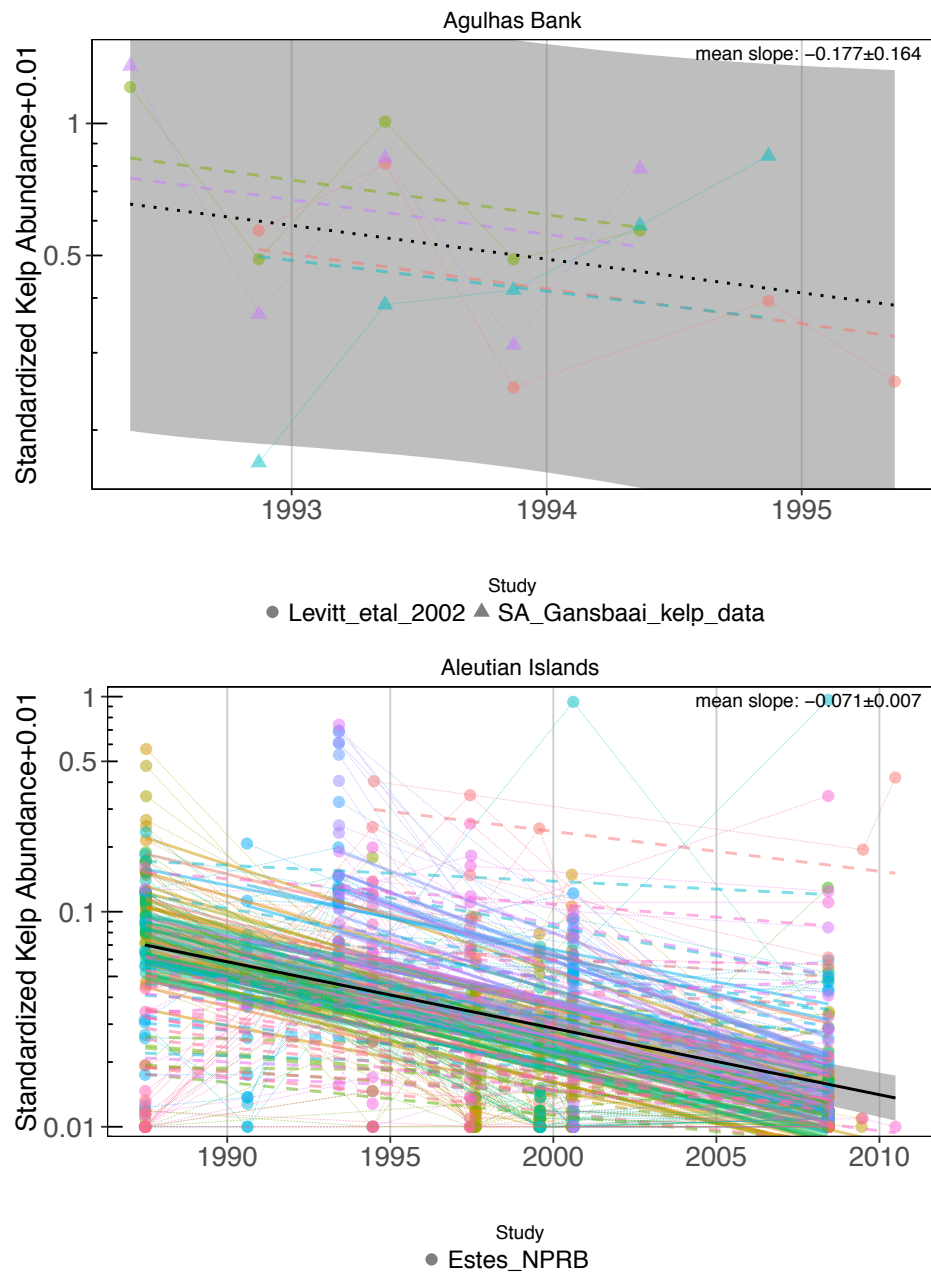 Agulhas Bank
mean slope: −0.177±0.164
Standardized Kelp Abundance+0.01
1
0.5
1993
1994
1995
Study
Levitt_etal_2002
SA_Gansbaai_kelp_data
Aleutian Islands
mean slope: −0.071±0.007
Standardized Kelp Abundance+0.01
1
0.5
0.1
0.01
1990
1995
2000
2005
2010
Study
Estes_NPRB